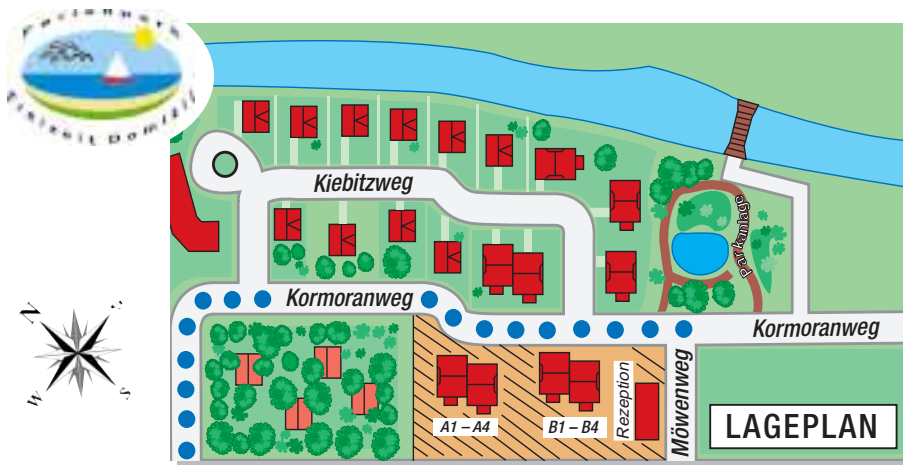 Ferienpark
Freizeit Domizil
Kiebitzweg
Parkanlage
Kormoranweg
Kormoranweg
A1 – A4
B1 – B4
Rezeption
Möwenweg
LAGEPLAN
N
W
S